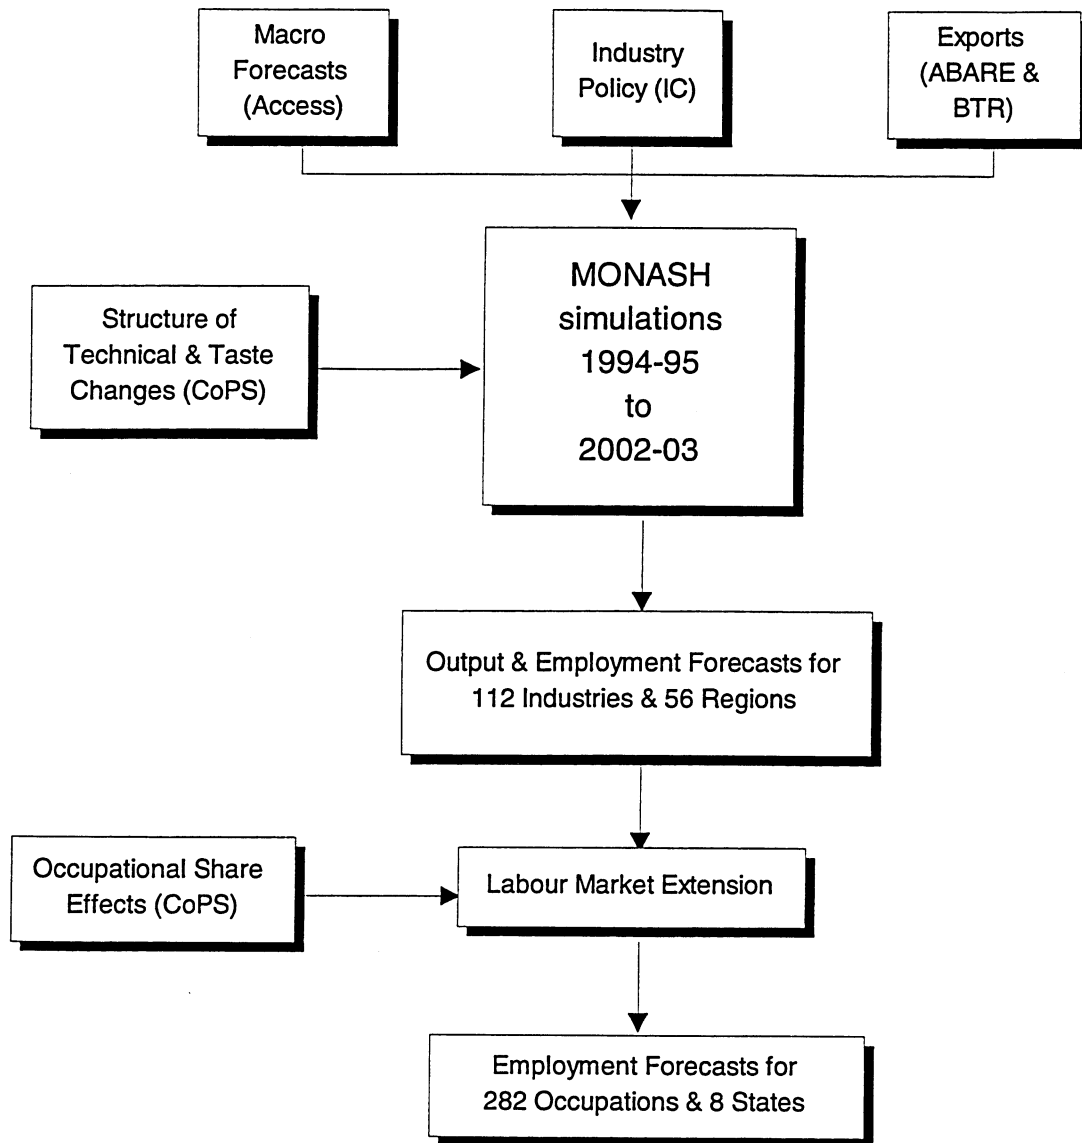 Macro
Forecasts
(Access)
Industry
Policy (IC)
Exports
(ABARE &
BTR)
MONASH
simulations
1994-95
to
2002-03
Structure of
Technical & Taste
Changes (CoPS)
Output & Employment Forecasts for
112 Industries & 56 Regions
Occupational Share
Effects (CoPS)
Labour Market Extension
Employment Forecasts for
282 Occupations & 8 States